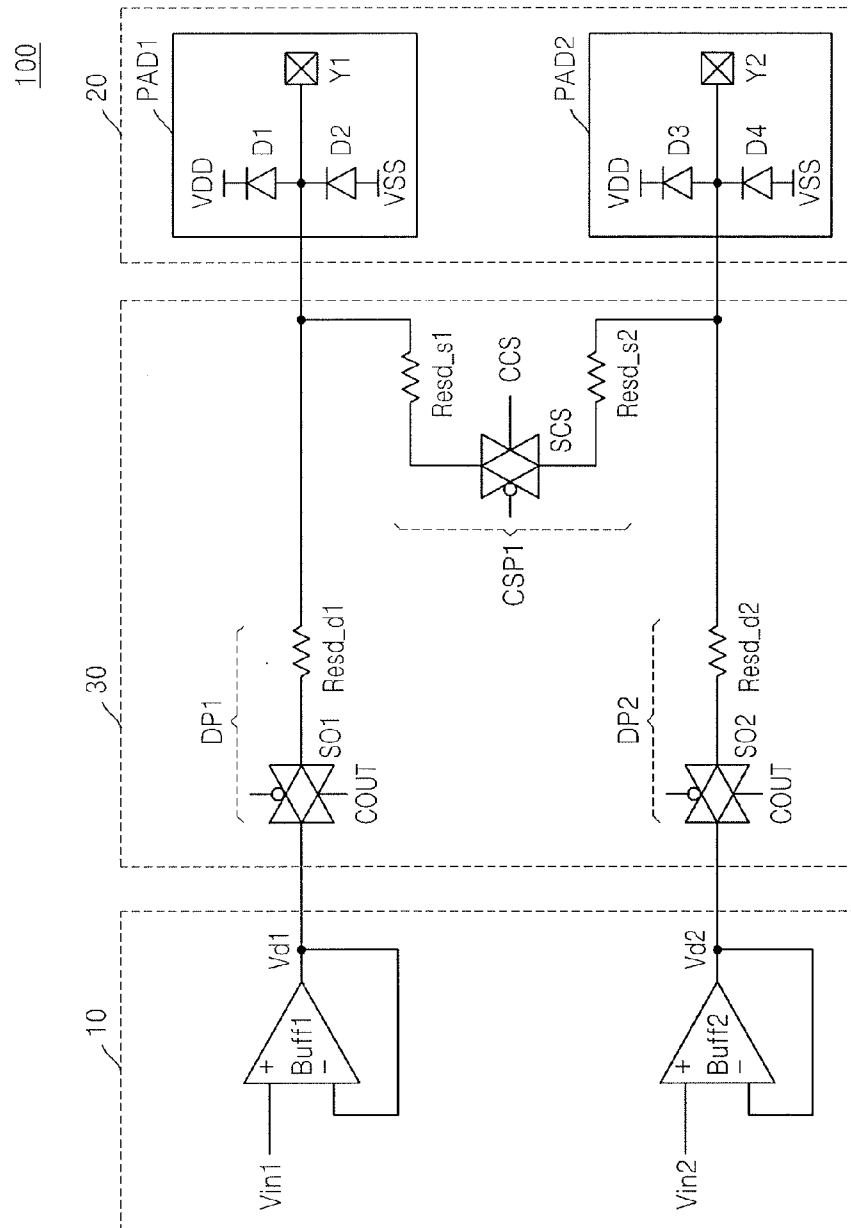 100
10
30
20
Vin1
+
Buff1
−
Vd1
DP1
SO1
COUT
Resd_d1
PAD1
VDD
D1
D2
VSS
Y1
Resd_s1
CSP1
CCS
SCS
Resd_s2
Vin2
+
Buff2
−
Vd2
DP2
SO2
COUT
Resd_d2
PAD2
VDD
D3
D4
VSS
Y2